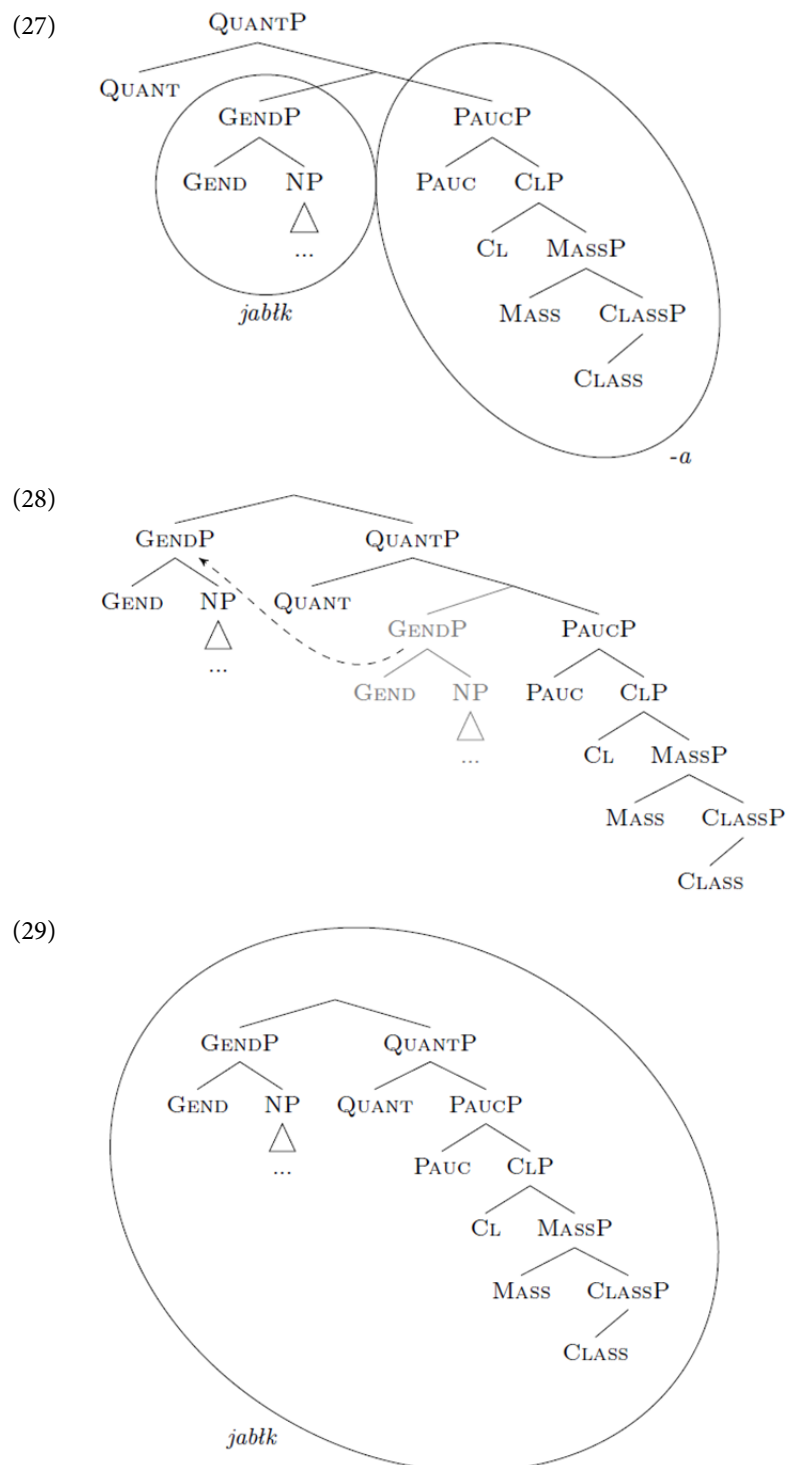 (27)
QUANTP
QUANT
GENDP PAUCP
GEND NP PAUC CLP
... CL MASSP
jabłk MASS CLASSP
CLASS
-a
(28)
GENDP QUANTP
GEND NP QUANT
... GENDP PAUCP
GEND NP PAUC CLP
... CL MASSP
MASS CLASSP
CLASS
(29)
GENDP QUANTP
GEND NP QUANT PAUCP
... PAUC CLP
CL MASSP
MASS CLASSP
CLASS
jabłk